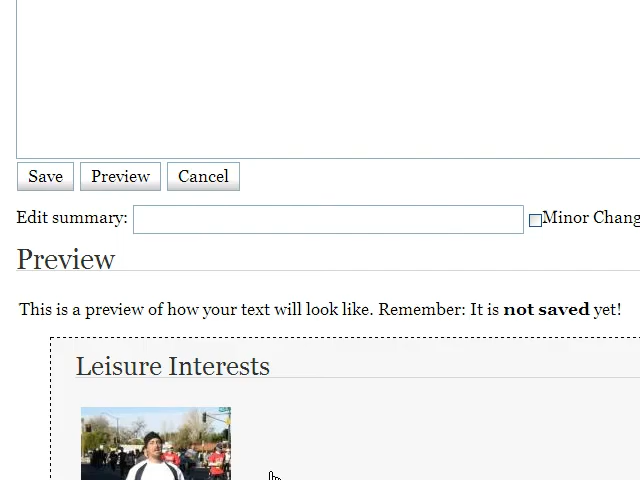 Save Preview Cancel
Edit summary: Minor Chang
Preview
This is a preview of how your text will look like. Remember: It is not saved yet!
Leisure Interests